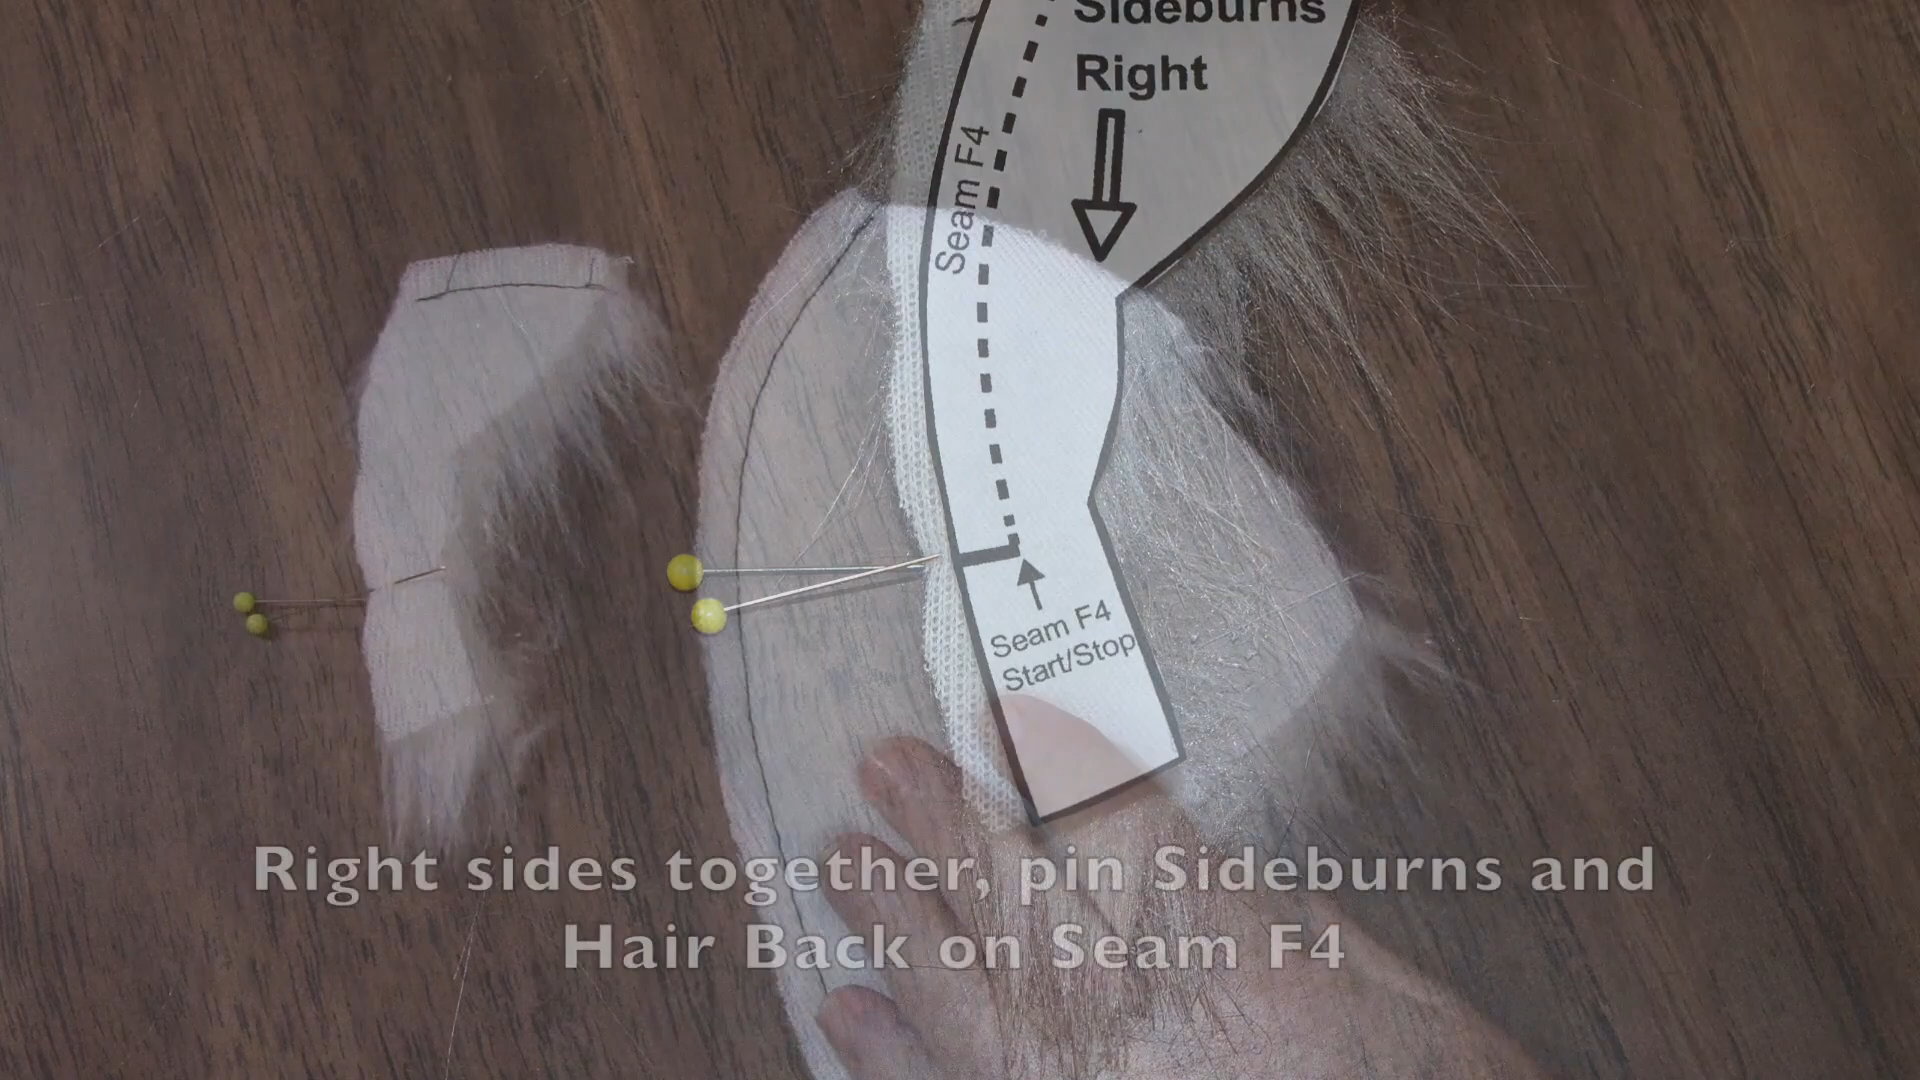 Sideburns
Right
Seam F4
Seam F4
Start/Stop
Right sides together, pin Sideburns and
Hair Back on Seam F4